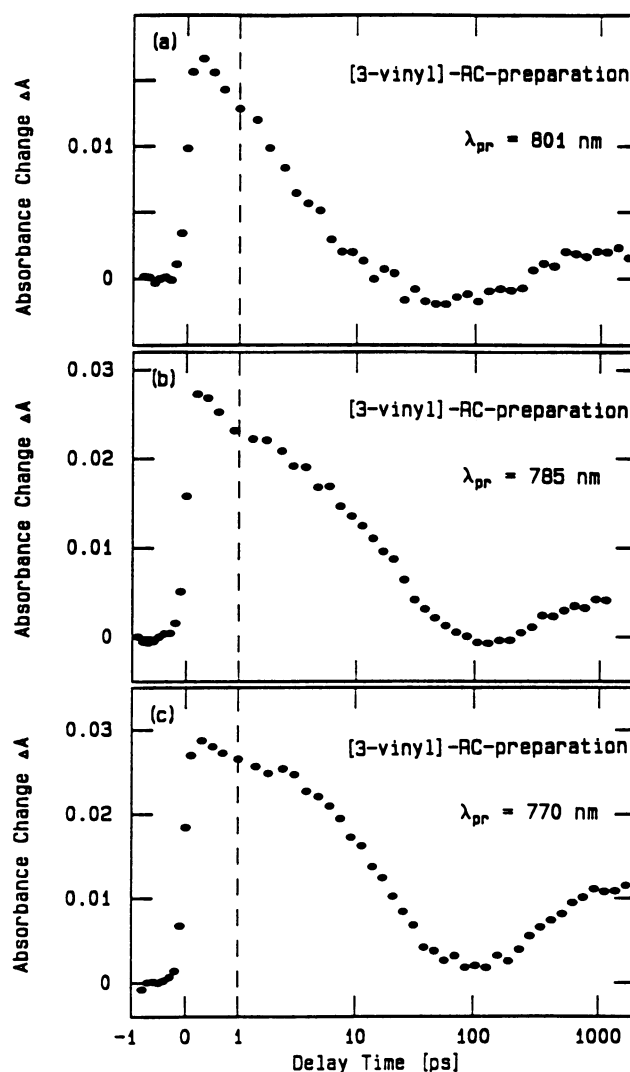 (a)
[3-vinyl]-RC-preparation
λpr = 801 nm
Absorbance Change ΔA
0.01
0
(b)
[3-vinyl]-RC-preparation
λpr = 785 nm
Absorbance Change ΔA
0.03
0.02
0.01
0
(c)
[3-vinyl]-RC-preparation
λpr = 770 nm
Absorbance Change ΔA
0.03
0.02
0.01
0
-1 0 1 10 100 1000
Delay Time [ps]